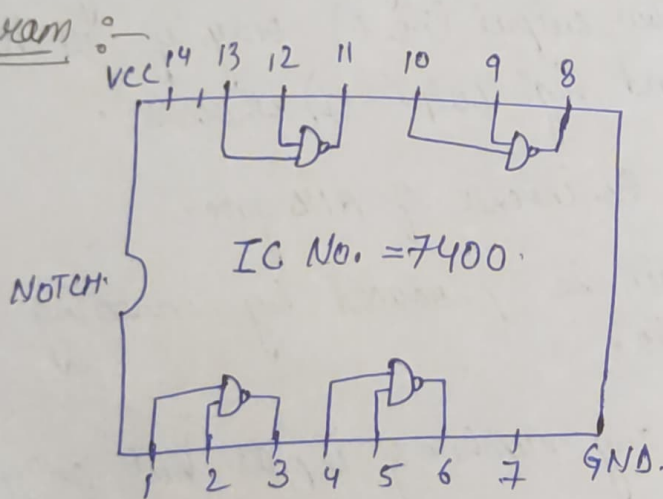 ram :-
VCC 14 13 12 11 10 9 8
IC No. = 7400.
NOTCH.
1 2 3 4 5 6 7 GND.